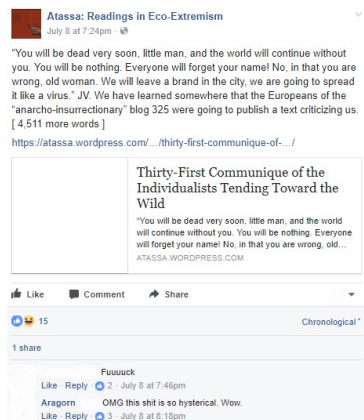 Atassa: Readings in Eco-Extremism
July 8 at 7:24pm ·
“You will be dead very soon, little man, and the world will continue without
you. You will be nothing. Everyone will forget your name! No, in that you are
wrong, old woman. We will leave a brand in the city, we are going to spread
it like a virus.” JV. We have learned somewhere that the Europeans of the
“anarcho-insurrectionary” blog 325 were going to publish a text criticizing us.
[ 4,511 more words ]
https://atassa.wordpress.com/…/thirty-first-communique-of-…/
Thirty-First Communique of the
Individualists Tending Toward the
Wild
“You will be dead very soon, little man, and the world
will continue without you. You will be nothing. Everyone
will forget your name! No, in that you are wrong, old…
ATASSA.WORDPRESS.COM
Like Comment Share
15 Chronological
1 share
Fuuuuck
Like · Reply · 2 · July 8 at 7:46pm
Aragorn OMG this shit is so hysterical. Wow.
Like · Reply · 3 · July 8 at 8:18pm